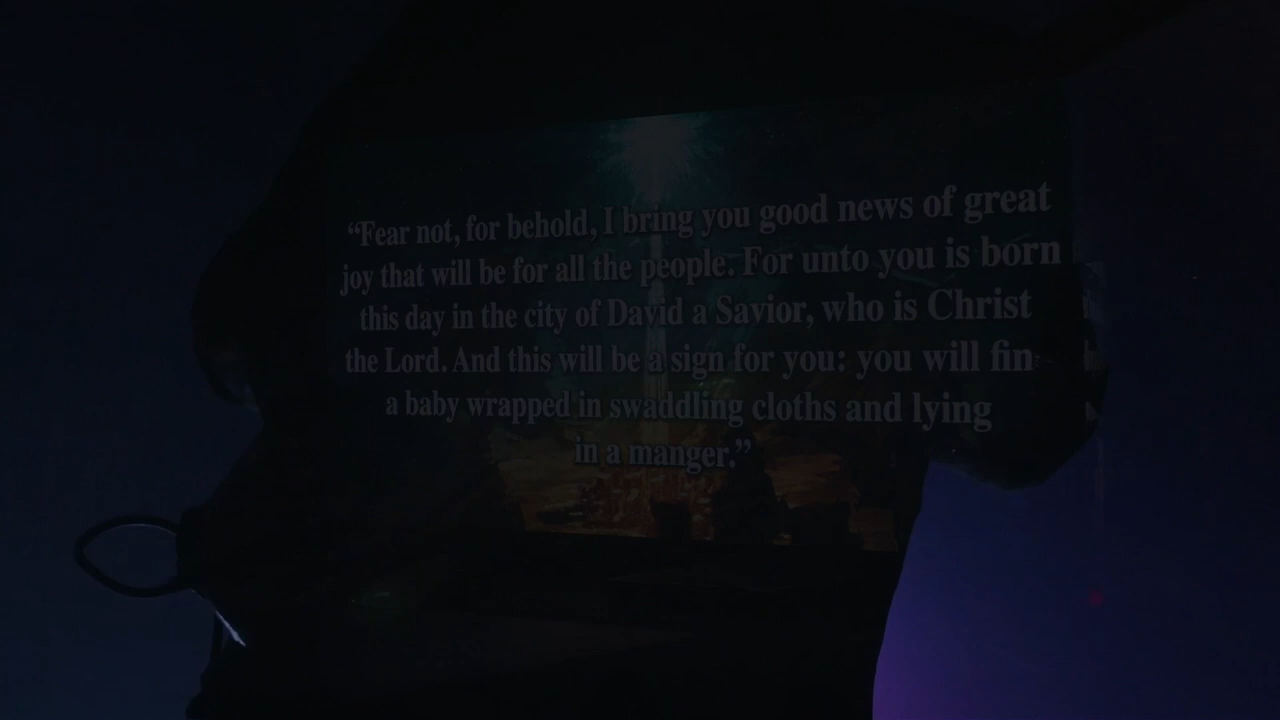 “Fear not, for behold, I bring you good news of great
joy that will be for all the people. For unto you is born
this day in the city of David a Savior, who is Christ
the Lord. And this will be a sign for you: you will fin
a baby wrapped in swaddling cloths and lying
in a manger.”